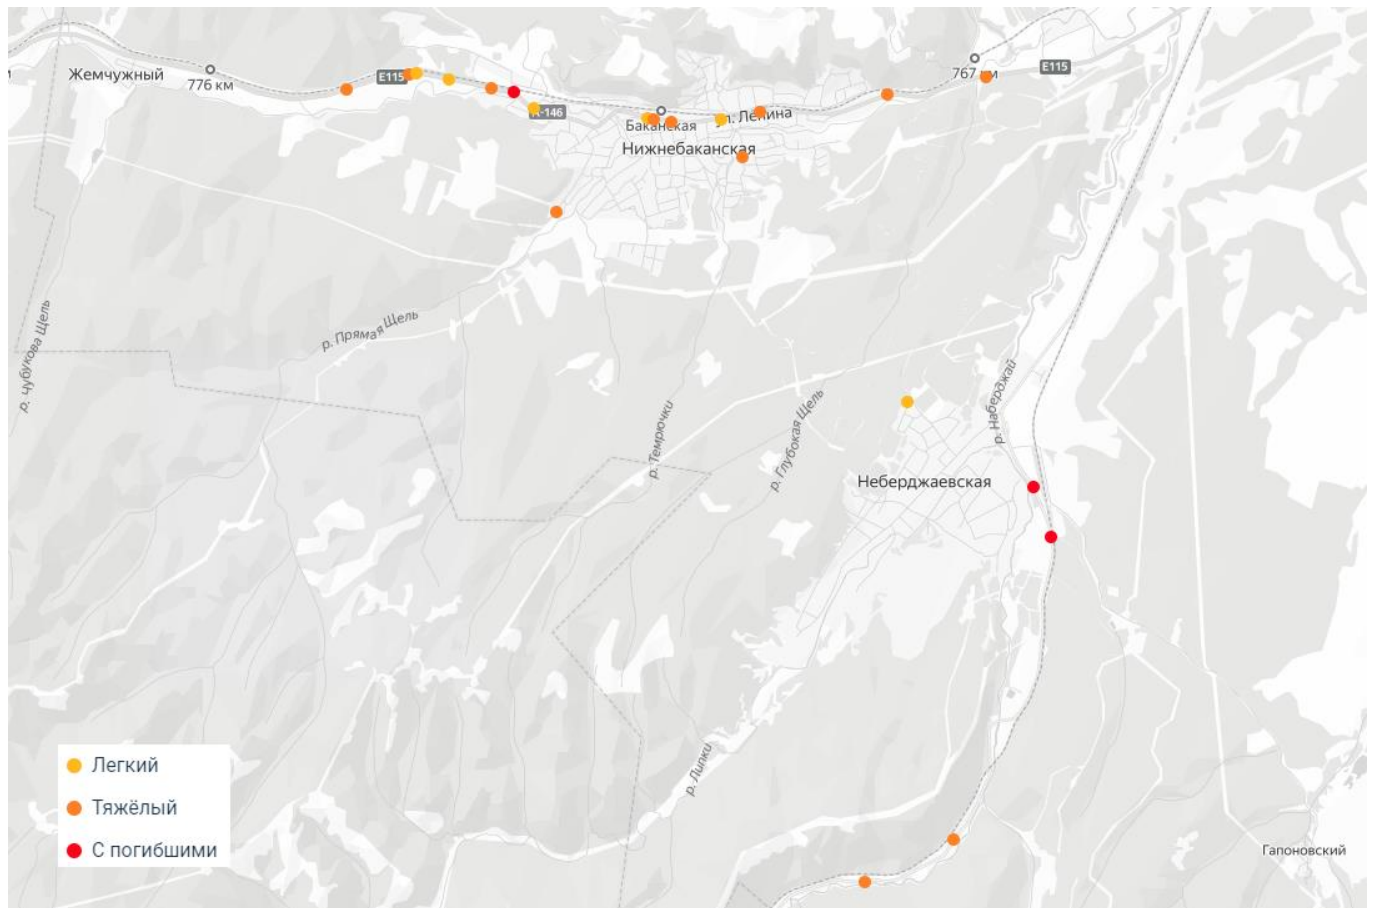 Жемчужный
776 км
E115
767 км
E115
Баканская
ул. Ленина
Нижнебаканская
р. Чубукова Щель
р. Прямая Щель
р. Темрючки
р. Глубокая Щель
р. Неберджай
Неберджаевская
р. Липки
Гапоновский
Легкий
Тяжёлый
С погибшими